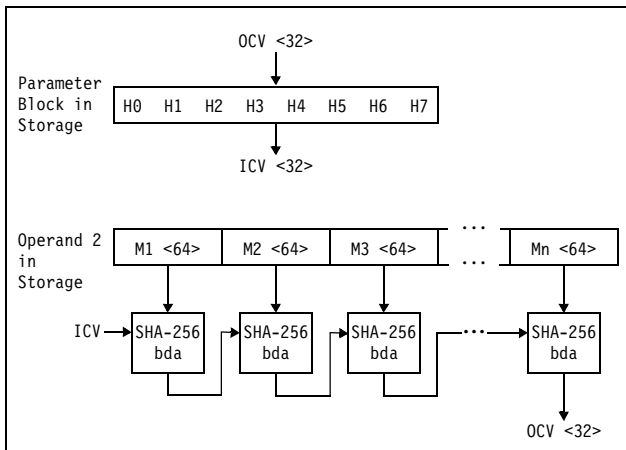 OCV <32>
Parameter
Block in
Storage
H0 H1 H2 H3 H4 H5 H6 H7
ICV <32>
Operand 2
in
Storage
M1 <64> M2 <64> M3 <64> ... ... Mn <64>
ICV
SHA-256
bda
SHA-256
bda
SHA-256
bda
...
SHA-256
bda
OCV <32>